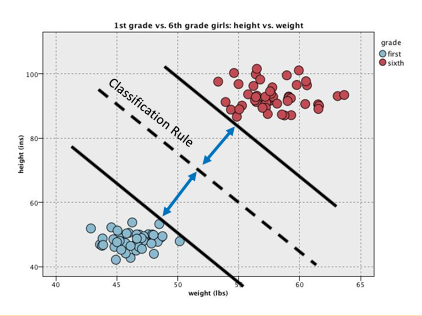 1st grade vs. 6th grade girls: height vs. weight
grade
first
sixth
Classification Rule
height (ins)
100
80
60
40
40 45 50 55 60 65
weight (lbs)